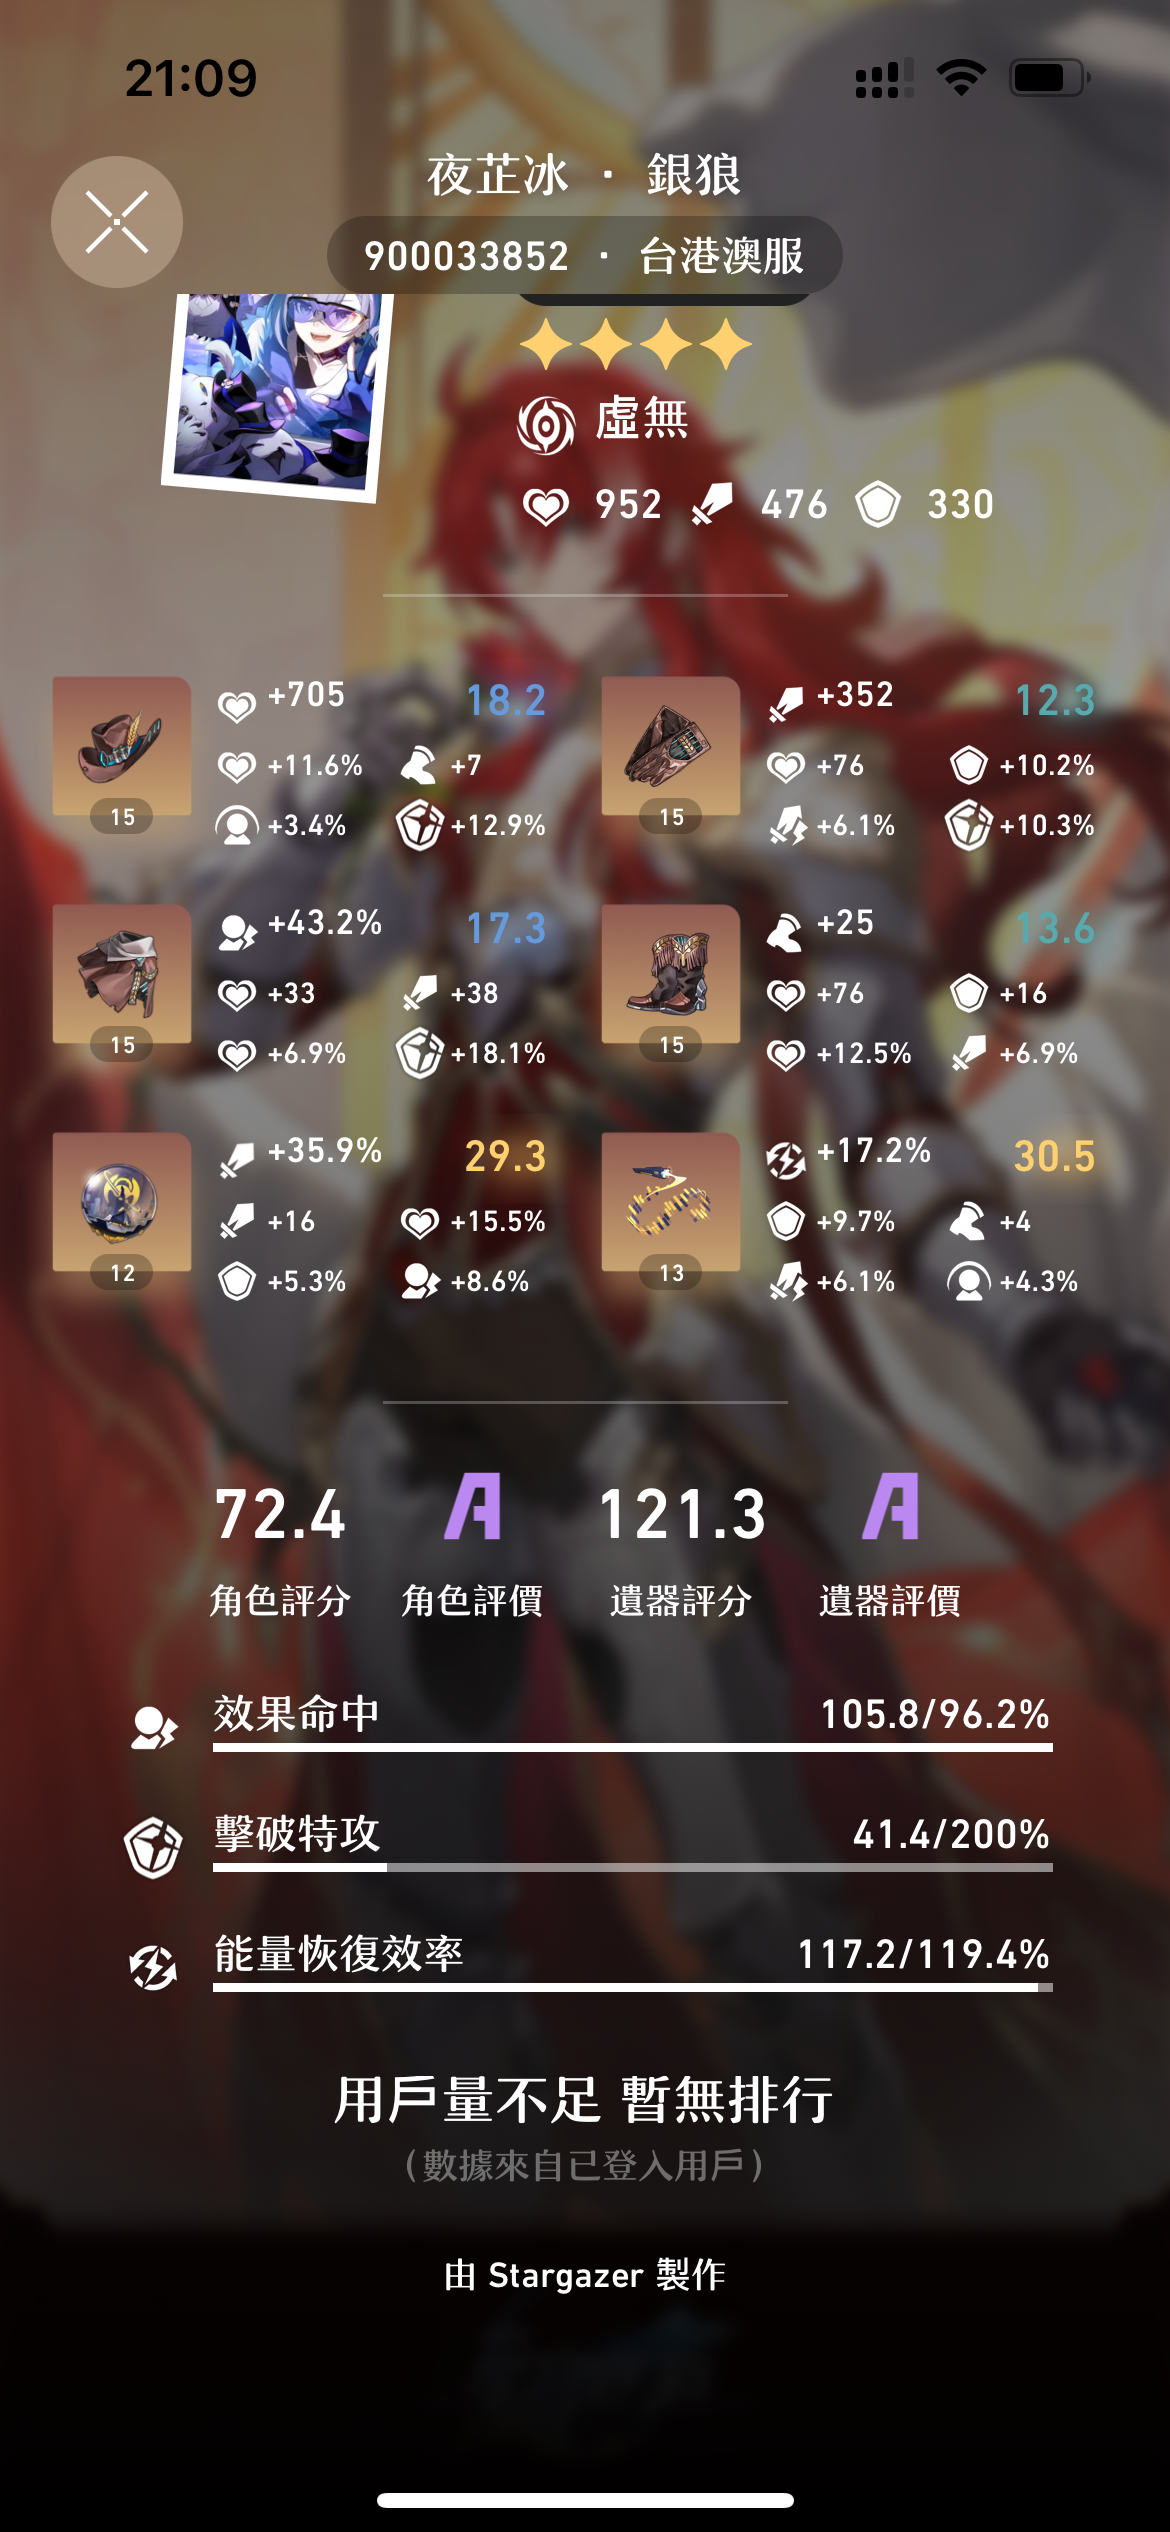 21:09
夜芷冰 · 銀狼
900033852 · 台港澳服
虛無
952 476 330
+705 18.2
+11.6% +7
+3.4% +12.9%
15
+352 12.3
+76 +10.2%
+6.1% +10.3%
15
+43.2% 17.3
+33 +38
+6.9% +18.1%
15
+25 13.6
+76 +16
+12.5% +6.9%
15
+35.9% 29.3
+16 +15.5%
+5.3% +8.6%
12
+17.2% 30.5
+9.7% +4
+6.1% +4.3%
13
72.4 A 121.3 A
角色評分 角色評價 遺器評分 遺器評價
效果命中 105.8/96.2%
擊破特攻 41.4/200%
能量恢復效率 117.2/119.4%
用戶量不足 暫無排行
(數據來自己登入用戶)
由 Stargazer 製作